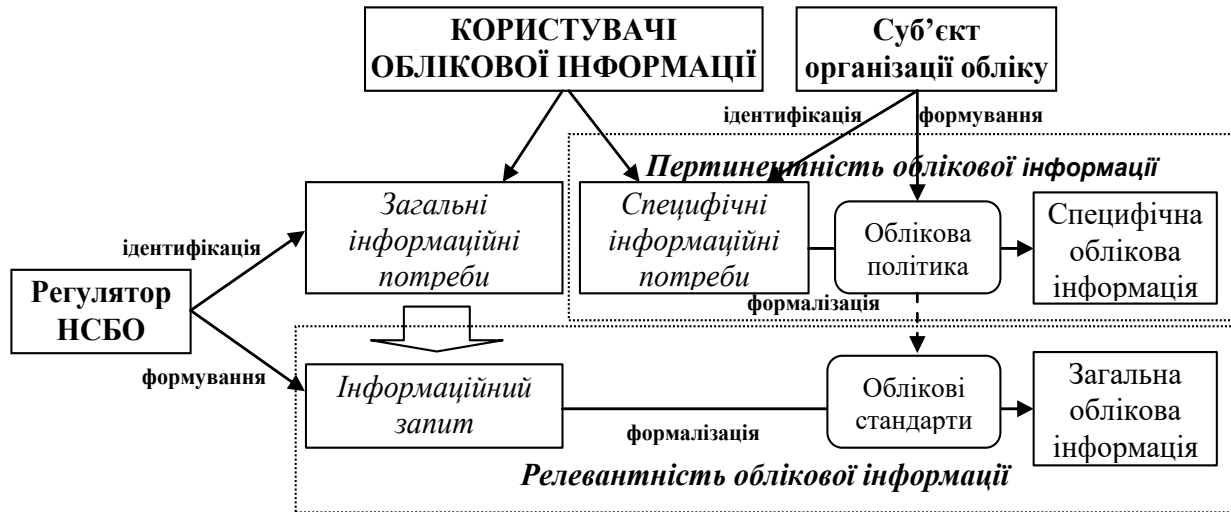 КОРИСТУВАЧІ
ОБЛІКОВОЇ ІНФОРМАЦІЇ
Суб’єкт
організації обліку
ідентифікація
формування
Пертинентність облікової інформації
Загальні
інформаційні
потреби
Специфічні
інформаційні
потреби
Облікова
політика
Специфічна
облікова
інформація
ідентифікація
Регулятор
НСБО
формалізація
формування
Інформаційний
запит
Облікові
стандарти
Загальна
облікова
інформація
формалізація
Релевантність облікової інформації